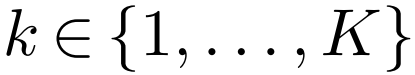 k ∈ {1, . . . , K}